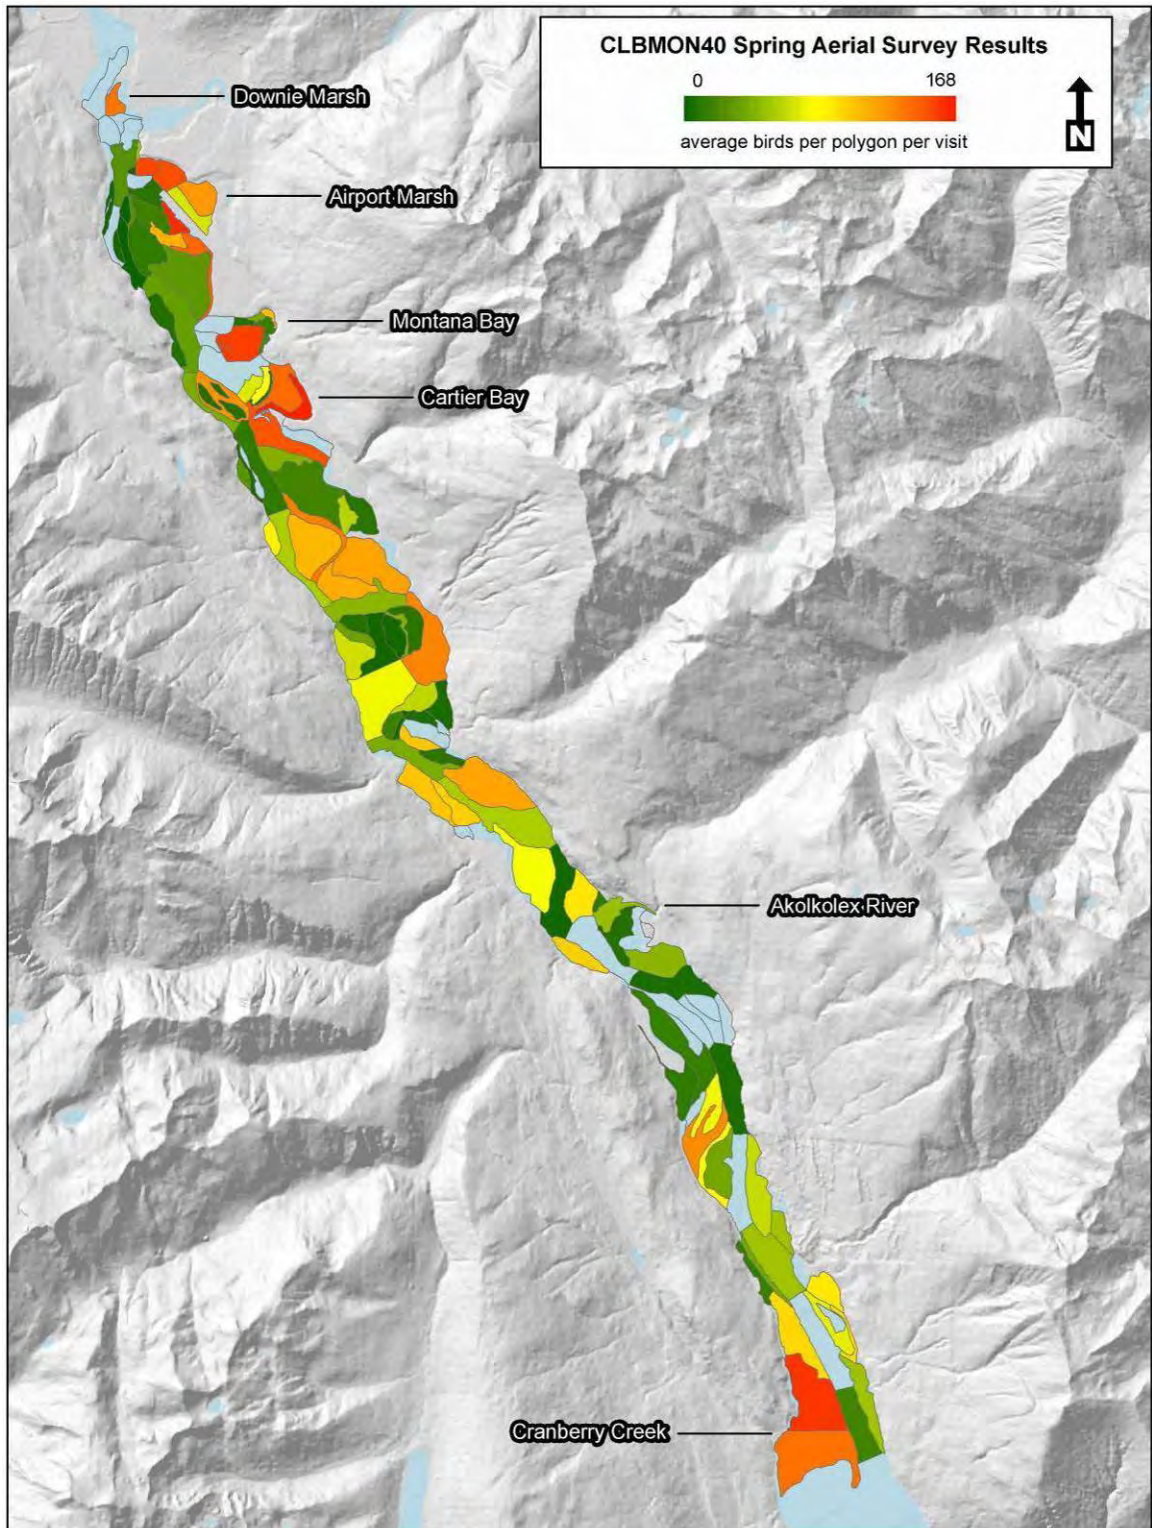 CLBMON40 Spring Aerial Survey Results
0 168
average birds per polygon per visit
N
Downie Marsh
Airport Marsh
Montana Bay
Cartier Bay
Akolkolex River
Cranberry Creek